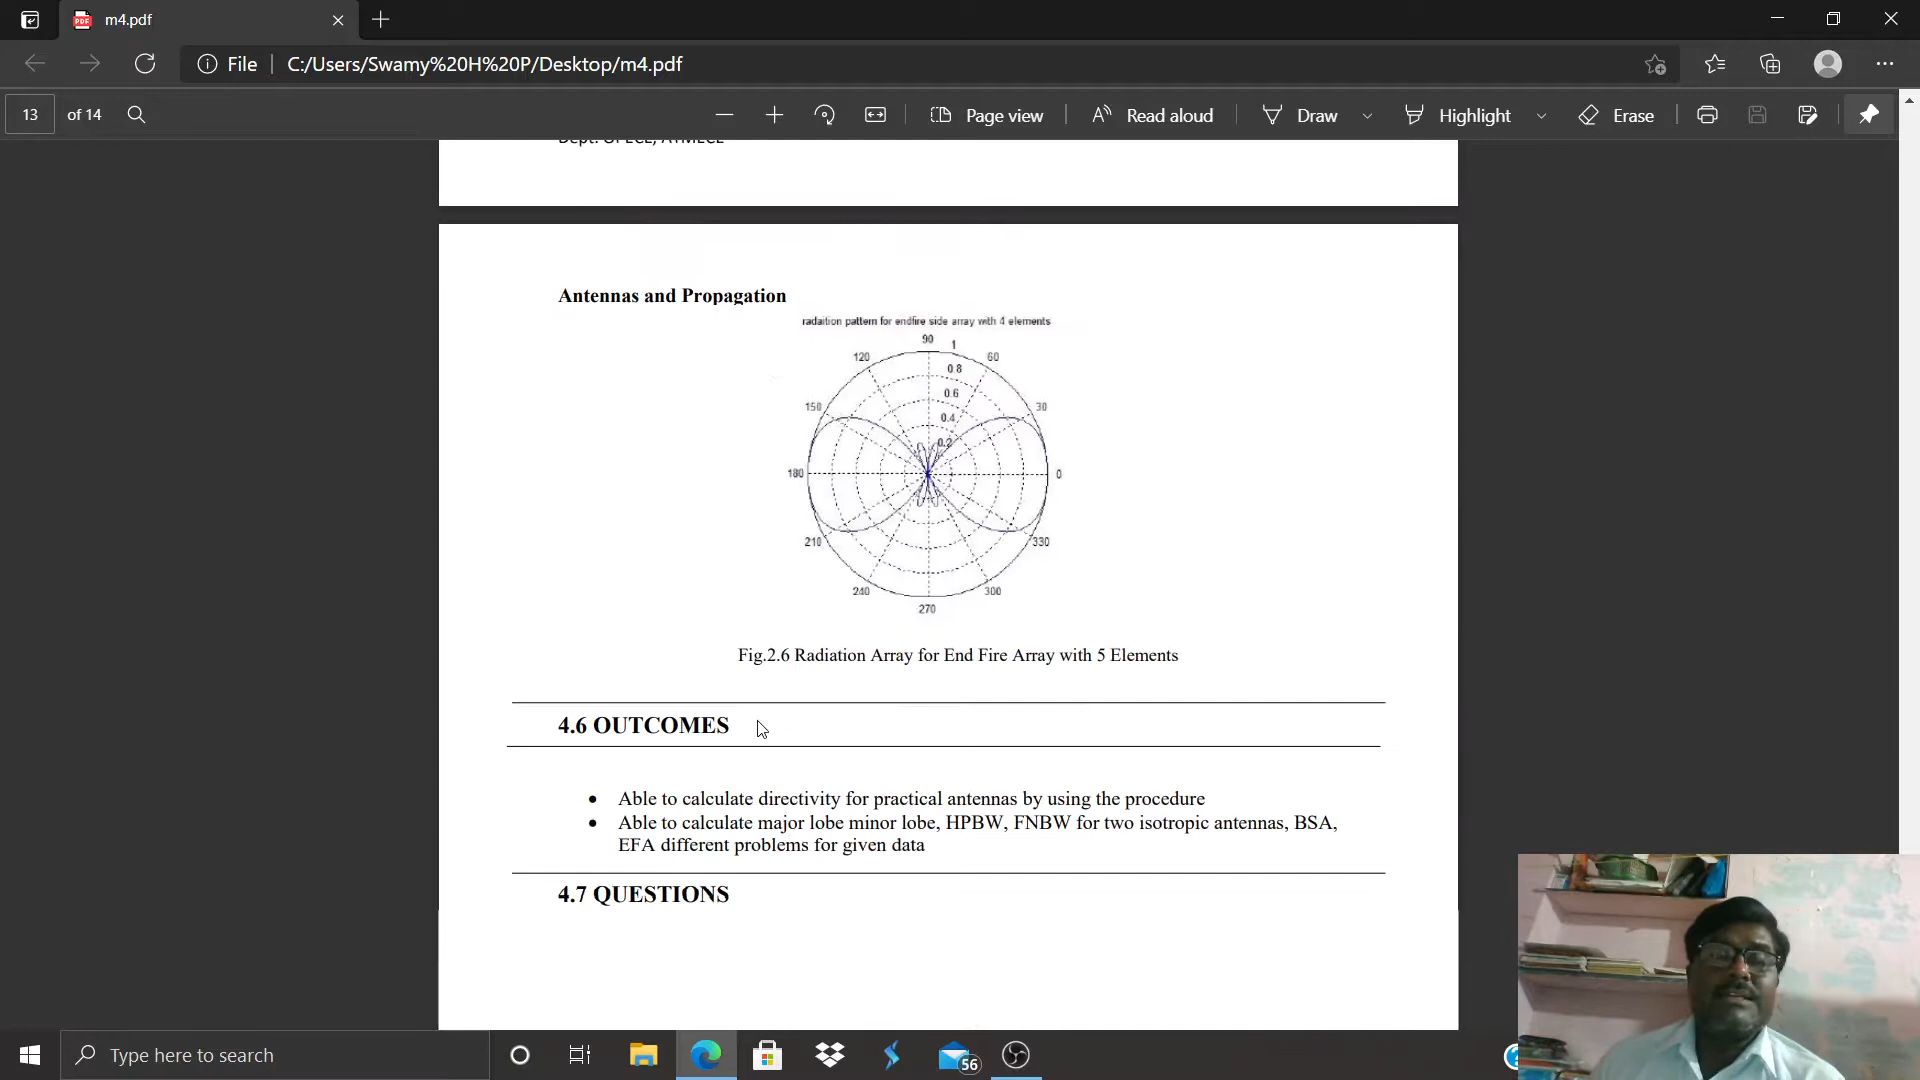 m4.pdf
File
C:/Users/Swamy%20H%20P/Desktop/m4.pdf
13 of 14
Page view
Read aloud
Draw
Highlight
Erase
Antennas and Propagation
radaition pattern for endfire side array with 4 elements
90
1
120
60
0.8
0.6
150
30
0.4
0.2
180
0
210
330
240
300
270
Fig.2.6 Radiation Array for End Fire Array with 5 Elements
4.6 OUTCOMES
• Able to calculate directivity for practical antennas by using the procedure
• Able to calculate major lobe minor lobe, HPBW, FNBW for two isotropic antennas, BSA,
EFA different problems for given data
4.7 QUESTIONS
Type here to search
56